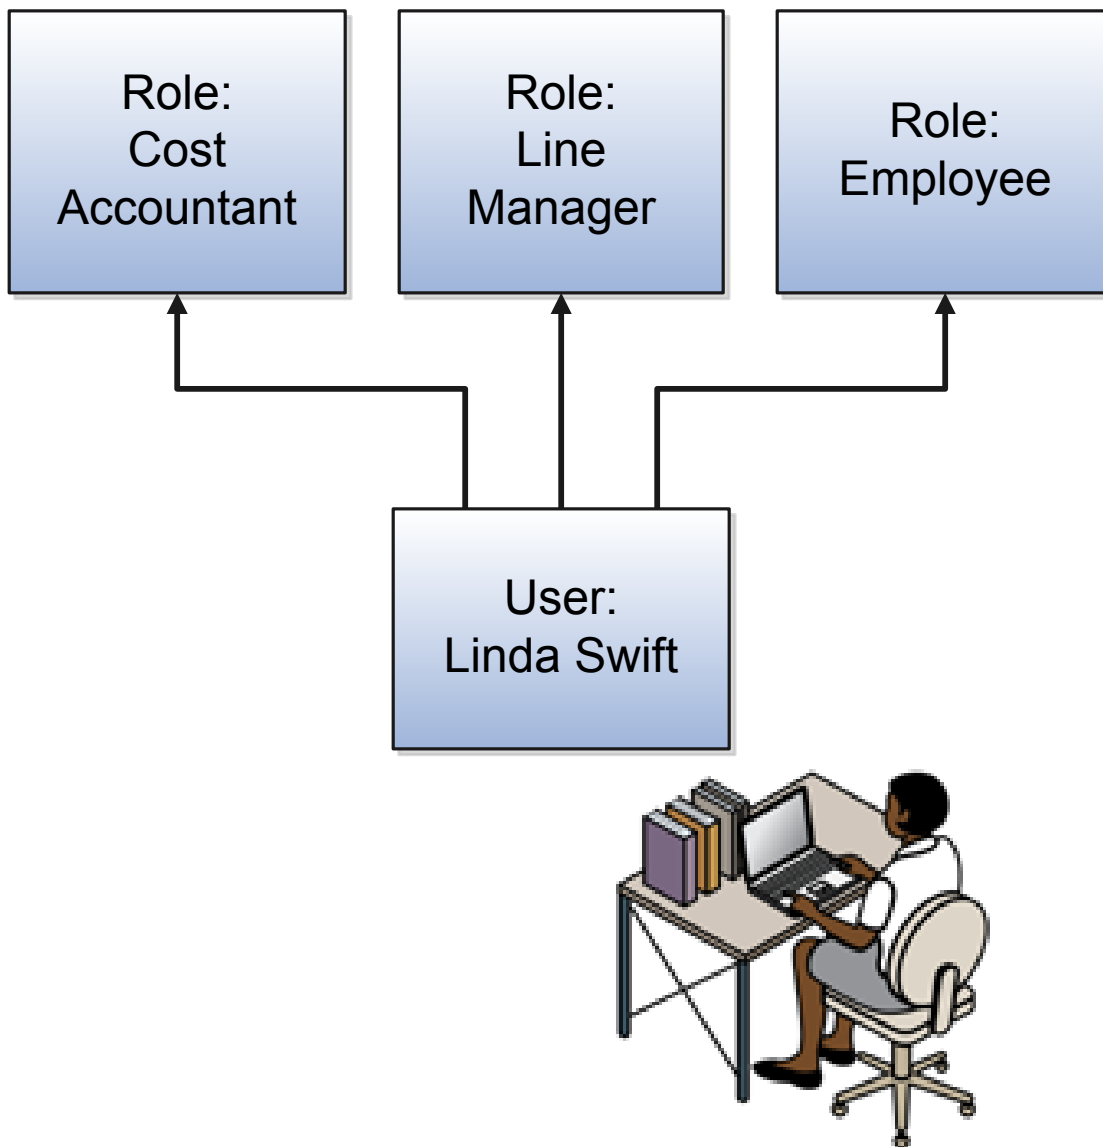 Role:
Cost
Accountant
Role:
Line
Manager
Role:
Employee
User:
Linda Swift